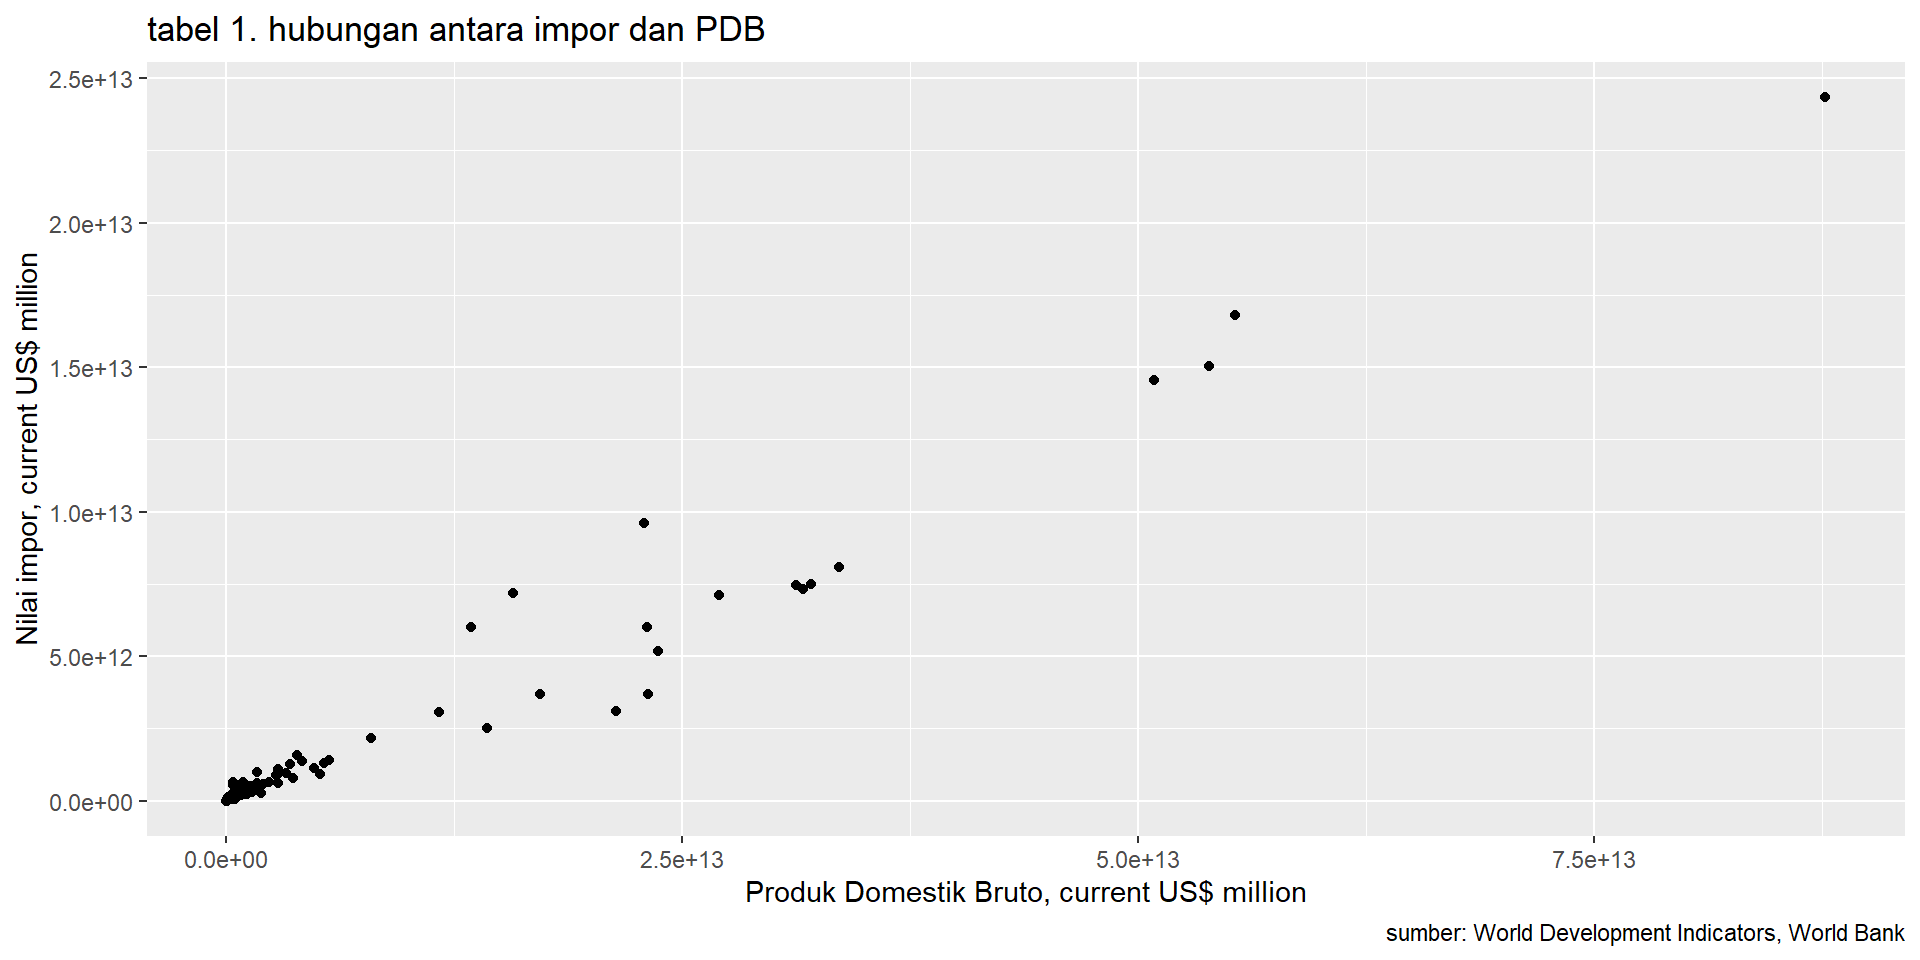 tabel 1. hubungan antara impor dan PDB
Nilai impor, current US$ million
2.5e+13
2.0e+13
1.5e+13
1.0e+13
5.0e+12
0.0e+00
0.0e+00
2.5e+13
5.0e+13
7.5e+13
Produk Domestik Bruto, current US$ million
sumber: World Development Indicators, World Bank